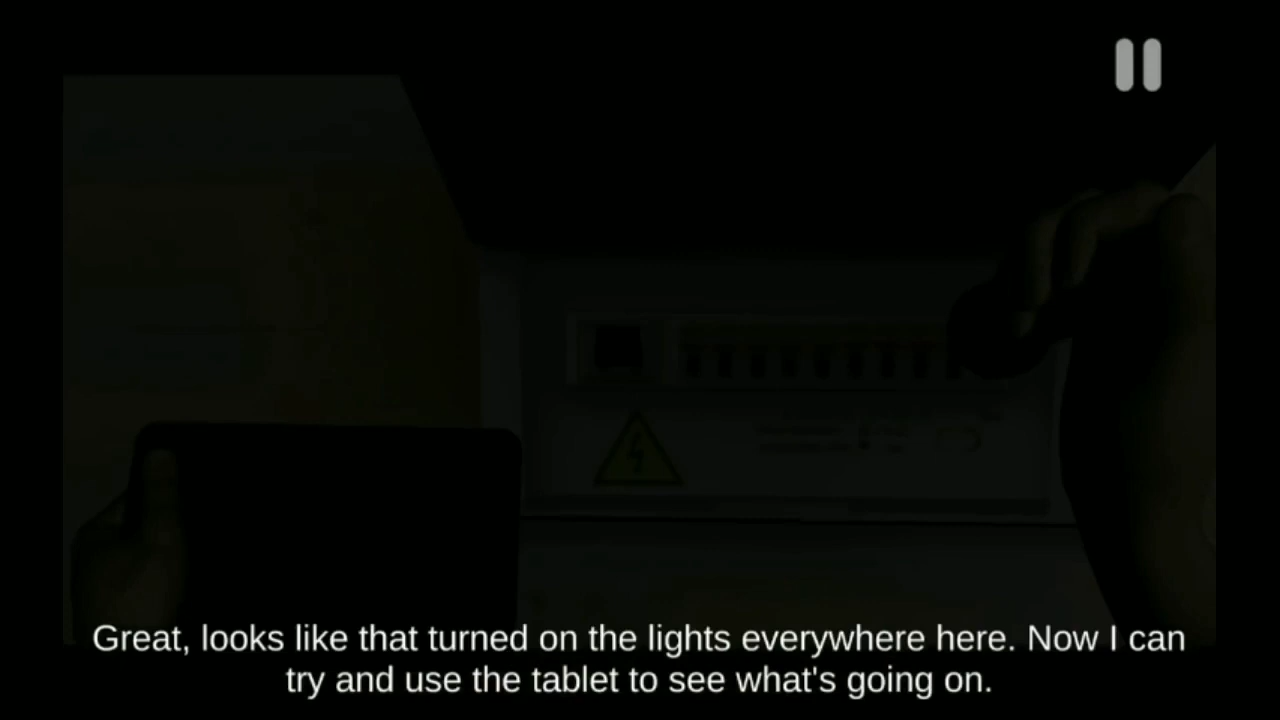 Great, looks like that turned on the lights everywhere here. Now I can
try and use the tablet to see what's going on.